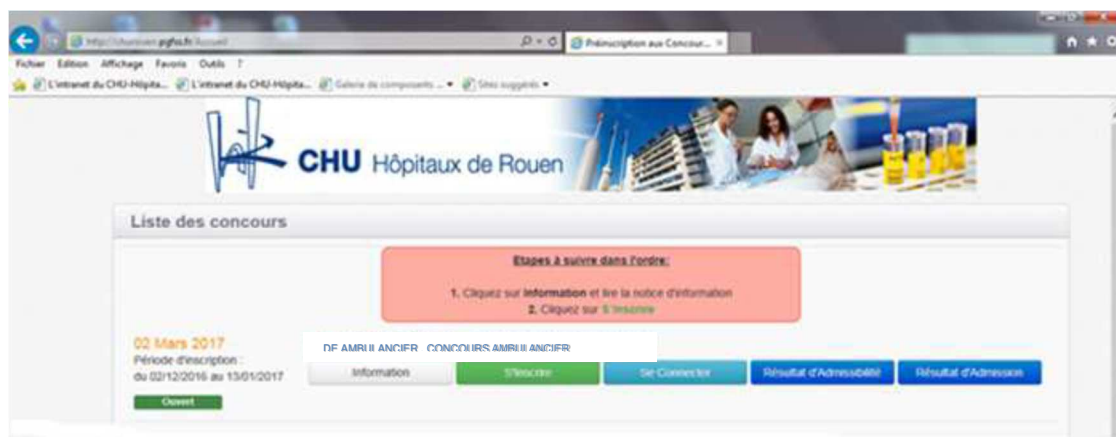 Préinscription aux Concour...
Fichier Edition Affichage Favoris Outils ?
L'intranet du CHU-Hôpita... L'intranet du CHU-Hôpita... Galerie de composants ... Sites suggérés
CHU Hôpitaux de Rouen
Liste des concours
Etapes à suivre dans l'ordre:
1. Cliquez sur Information et lire la notice d'information
2. Cliquez sur S'inscrire
02 Mars 2017
DE AMBULANCIER CONCOURS AMBULANCIER
Période d'inscription :
du 02/12/2016 au 13/01/2017
Information S'inscrire Se Connecter Résultat d'Admissibilité Résultat d'Admission
Ouvert